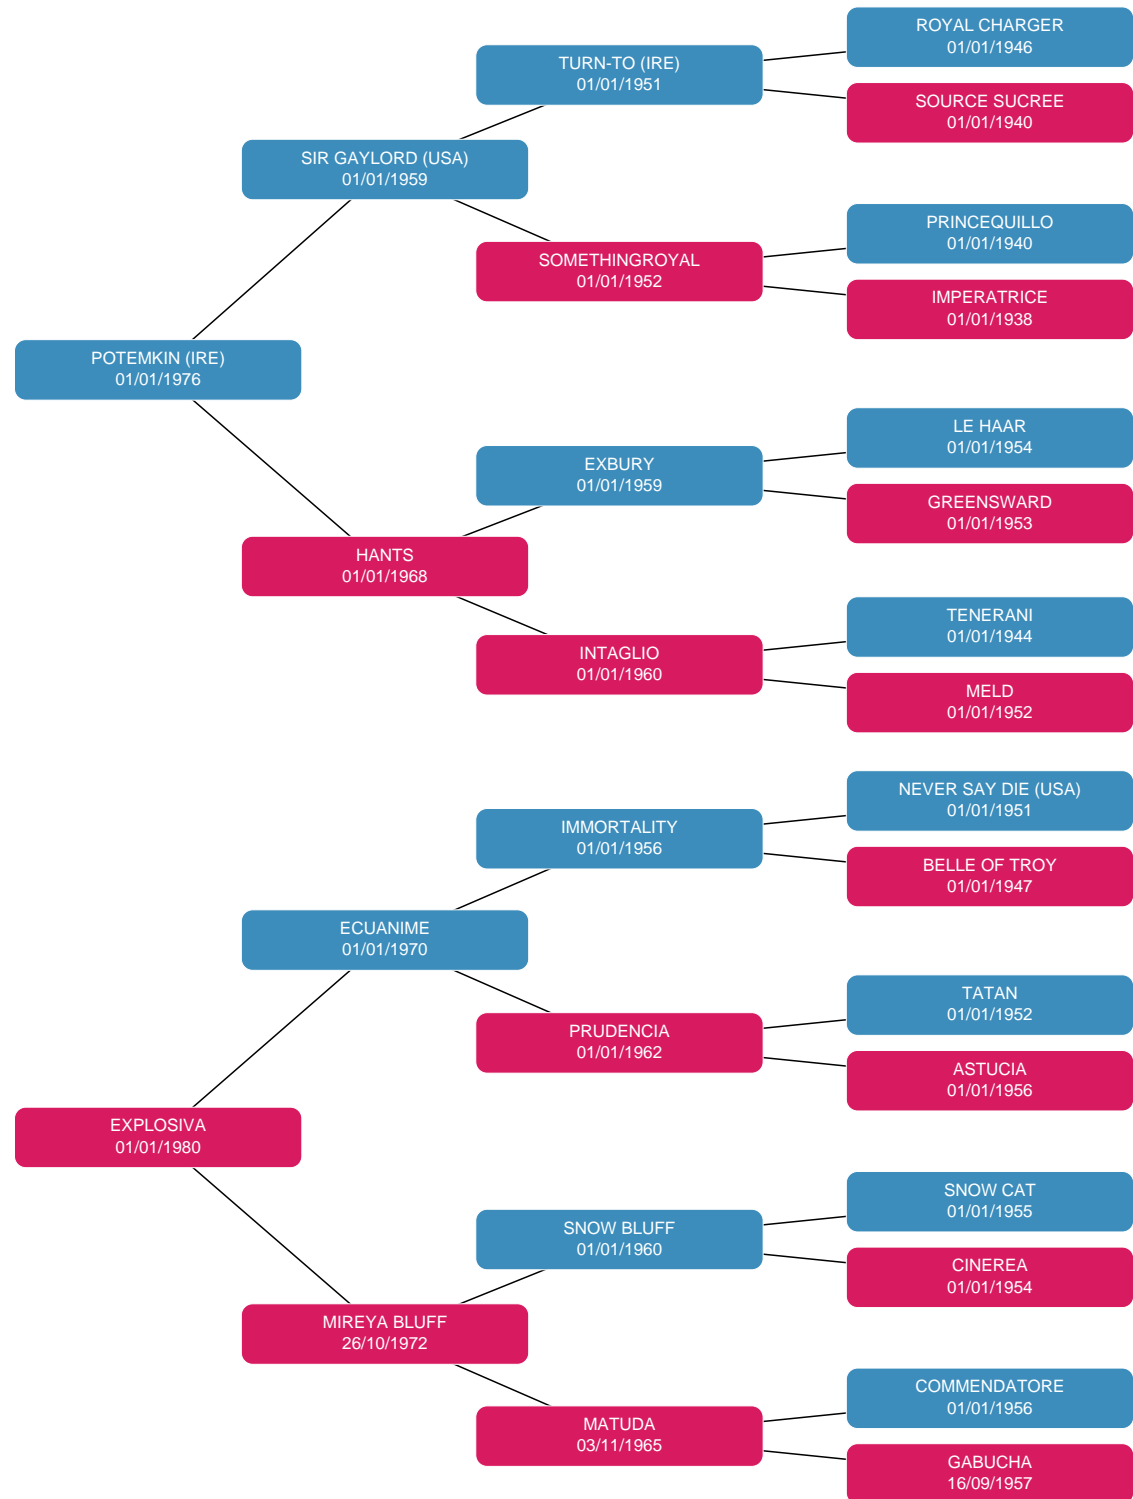 ROYAL CHARGER
01/01/1946
TURN-TO (IRE)
01/01/1951
SOURCE SUCREE
01/01/1940
SIR GAYLORD (USA)
01/01/1959
PRINCEQUILLO
01/01/1940
SOMETHINGROYAL
01/01/1952
IMPERATRICE
01/01/1938
POTEMKIN (IRE)
01/01/1976
LE HAAR
01/01/1954
EXBURY
01/01/1959
GREENSWARD
01/01/1953
HANTS
01/01/1968
TENERANI
01/01/1944
INTAGLIO
01/01/1960
MELD
01/01/1952
NEVER SAY DIE (USA)
01/01/1951
IMMORTALITY
01/01/1956
BELLE OF TROY
01/01/1947
ECUANIME
01/01/1970
TATAN
01/01/1952
PRUDENCIA
01/01/1962
ASTUCIA
01/01/1956
EXPLOSIVA
01/01/1980
SNOW CAT
01/01/1955
SNOW BLUFF
01/01/1960
CINEREA
01/01/1954
MIREYA BLUFF
26/10/1972
COMMENDATORE
01/01/1956
MATUDA
03/11/1965
GABUCHA
16/09/1957